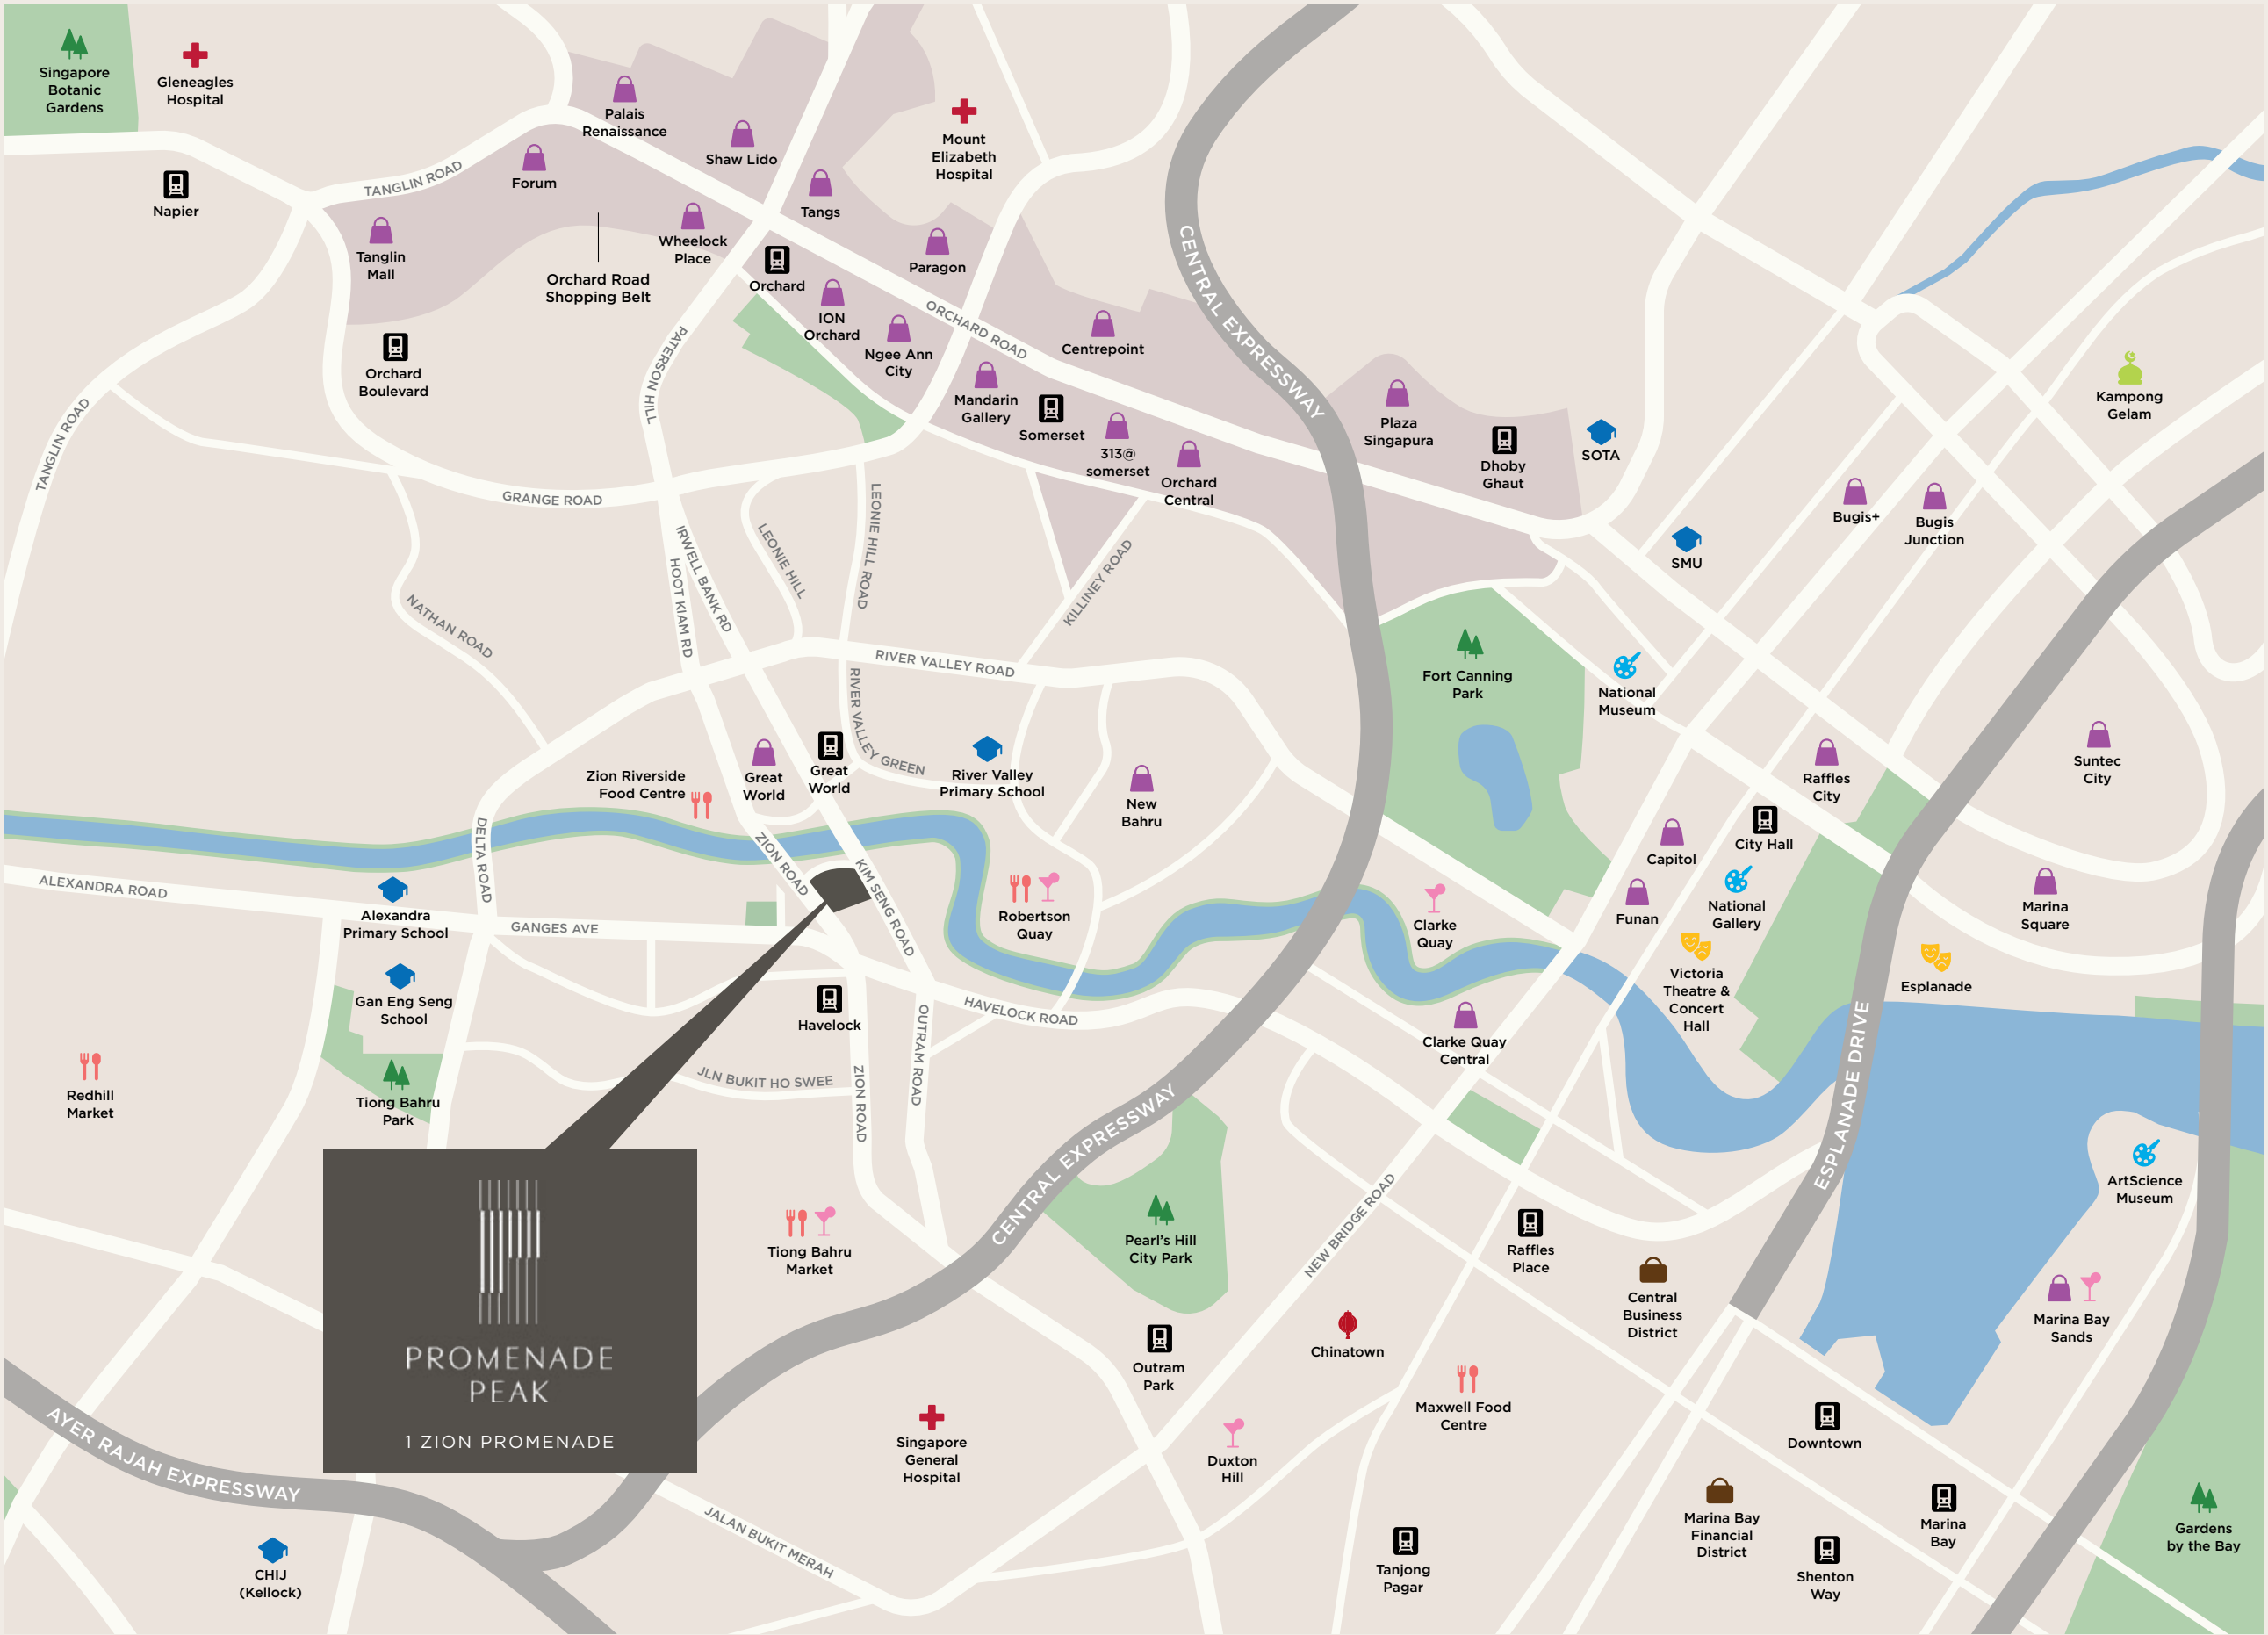 Singapore
Botanic
Gardens
Gleneagles
Hospital
Napier
TANGLIN ROAD
Palais
Renaissance
Forum
Shaw Lido
Tanglin
Mall
Orchard Road
Shopping Belt
Wheelock
Place
Tangs
Mount
Elizabeth
Hospital
Orchard
ION
Orchard
Paragon
Ngee Ann
City
ORCHARD ROAD
Centrepoint
CENTRAL EXPRESSWAY
Orchard
Boulevard
PATERSON HILL
Mandarin
Gallery
Somerset
313@
somerset
Orchard
Central
Plaza
Singapura
Dhoby
Ghaut
SOTA
SMU
Bugis+
Bugis
Junction
Kampong
Gelam
TANGLIN ROAD
GRANGE ROAD
NATHAN ROAD
IRWELL BANK RD
HOOT KIAM RD
LEONIE HILL
LEONIE HILL ROAD
KILLINEY ROAD
RIVER VALLEY ROAD
RIVER VALLEY GREEN
Fort Canning
Park
National
Museum
Zion Riverside
Food Centre
Great
World
Great
World
River Valley
Primary School
New
Bahru
Raffles
City
Suntec
City
City Hall
Capitol
Funan
National
Gallery
Marina
Square
DELTA ROAD
ZION ROAD
KIM SENG ROAD
ALEXANDRA ROAD
Alexandra
Primary School
GANGES AVE
Robertson
Quay
Clarke
Quay
Victoria
Theatre &
Concert
Hall
Esplanade
Gan Eng Seng
School
Havelock
HAVELOCK ROAD
OUTRAM ROAD
Clarke Quay
Central
ESPLANADE DRIVE
Redhill
Market
Tiong Bahru
Park
JLN BUKIT HO SWEE
ZION ROAD
CENTRAL EXPRESSWAY
ArtScience
Museum
PROMENADE
PEAK
1 ZION PROMENADE
Tiong Bahru
Market
Pearl's Hill
City Park
NEW BRIDGE ROAD
Raffles
Place
Central
Business
District
Marina Bay
Sands
Outram
Park
Chinatown
Maxwell Food
Centre
Downtown
AYER RAJAH EXPRESSWAY
Singapore
General
Hospital
Duxton
Hill
JALAN BUKIT MERAH
CHIJ
(Kellock)
Tanjong
Pagar
Marina Bay
Financial
District
Shenton
Way
Marina
Bay
Gardens
by the Bay